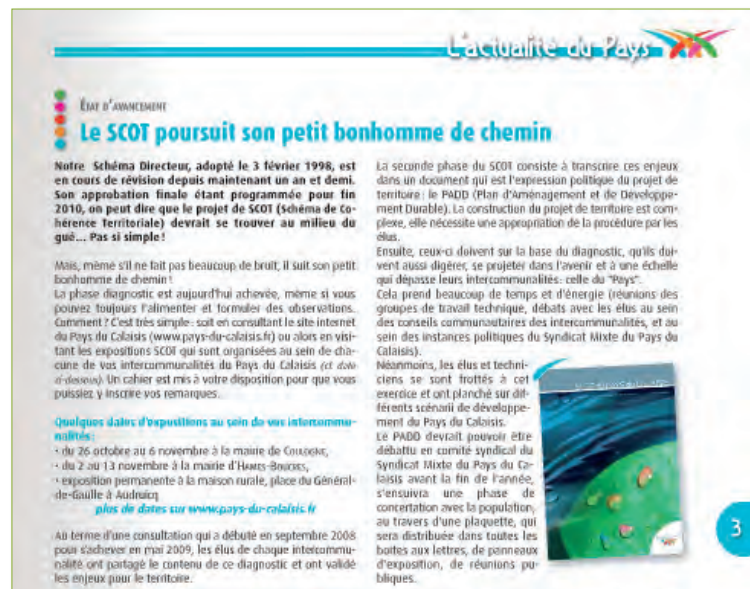 L'actualité du Pays
État d'avancement
Le SCOT poursuit son petit bonhomme de chemin
Notre Schéma Directeur, adopté le 3 février 1998, est
en cours de révision depuis maintenant un an et demi.
Son approbation finale étant programmée pour fin
2010, on peut dire que le projet de SCOT (Schéma de Co-
hérence Territoriale) devrait se trouver au milieu du
gué... Pas si simple !
Mais, même s'il ne fait pas beaucoup de bruit, il suit son petit
bonhomme de chemin !
La phase diagnostic est aujourd'hui achevée, même si vous
pouvez toujours l'alimenter et formuler des observations.
Comment ? C'est très simple : soit en consultant le site internet
du Pays du Calaisis (www.pays-du-calaisis.fr) ou alors en visi-
tant les expositions SCOT qui sont organisées au sein de cha-
cune de vos intercommunalités du Pays du Calaisis (cf date
ci-dessous). Un cahier est mis à votre disposition pour que vous
puissiez y inscrire vos remarques.
Quelques dates d'expositions au sein de vos intercommu-
nalités :
• du 26 octobre au 6 novembre à la mairie de Coulogne,
• du 2 au 13 novembre à la mairie d'Hames-Boucres,
• exposition permanente à la maison rurale, place du Général-
de-Gaulle à Audruicq
plus de dates sur www.pays-du-calaisis.fr
Au terme d'une consultation qui a débuté en septembre 2008
pour s'achever en mai 2009, les élus de chaque intercommu-
nalité ont partagé le contenu de ce diagnostic et ont validé
les enjeux pour le territoire.
La seconde phase du SCOT consiste à transcrire ces enjeux
dans un document qui est l'expression politique du projet de
territoire : le PADD (Plan d'Aménagement et de Développe-
ment Durable). La construction du projet de territoire est com-
plexe, elle nécessite une appropriation de la procédure par les
élus.
Ensuite, ceux-ci doivent sur la base du diagnostic, qu'ils doi-
vent aussi digérer, se projeter dans l'avenir et à une échelle
qui dépasse leurs intercommunalités : celle du "Pays".
Cela prend beaucoup de temps et d'énergie (réunions des
groupes de travail technique, débats avec les élus au sein
des conseils communautaires des intercommunalités, et au
sein des instances politiques du Syndicat Mixte du Pays du
Calaisis).
Néanmoins, les élus et techni-
ciens se sont frottés à cet
exercice et ont planché sur dif-
férents scénarii de développe-
ment du Pays du Calaisis.
Le PADD devrait pouvoir être
débattu en comité syndical du
Syndicat Mixte du Pays du Ca-
laisis avant la fin de l'année,
s'ensuivra une phase de
concertation avec la population,
au travers d'une plaquette, qui
sera distribuée dans toutes les
boites aux lettres, de panneaux
d'exposition, de réunions pu-
bliques.
3